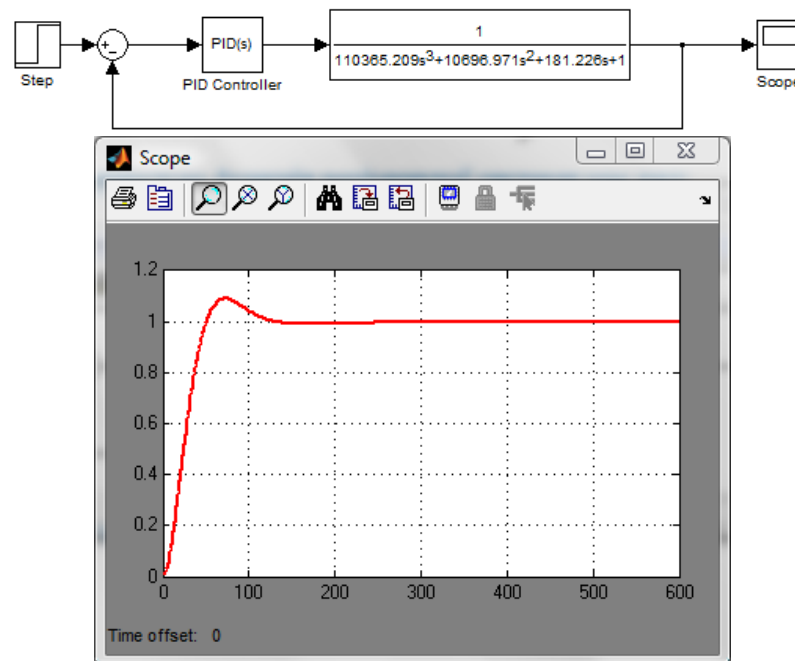 Step
PID(s)
PID Controller
1
110365.209s³+10696.971s²+181.226s+1
Scope
Scope
1.2
1
0.8
0.6
0.4
0.2
0
0 100 200 300 400 500 600
Time offset: 0